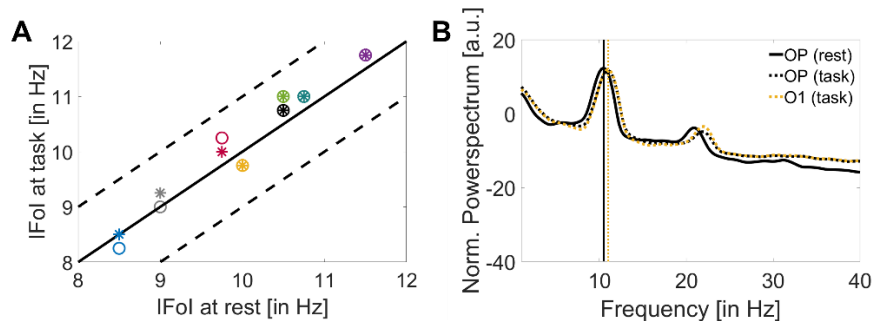 A
IFoI at task [in Hz]
12
11
10
9
8
8 9 10 11 12
IFoI at rest [in Hz]
B
Norm. Powerspectrum [a.u.]
20
0
-20
-40
10 20 30 40
Frequency [in Hz]
OP (rest)
OP (task)
O1 (task)